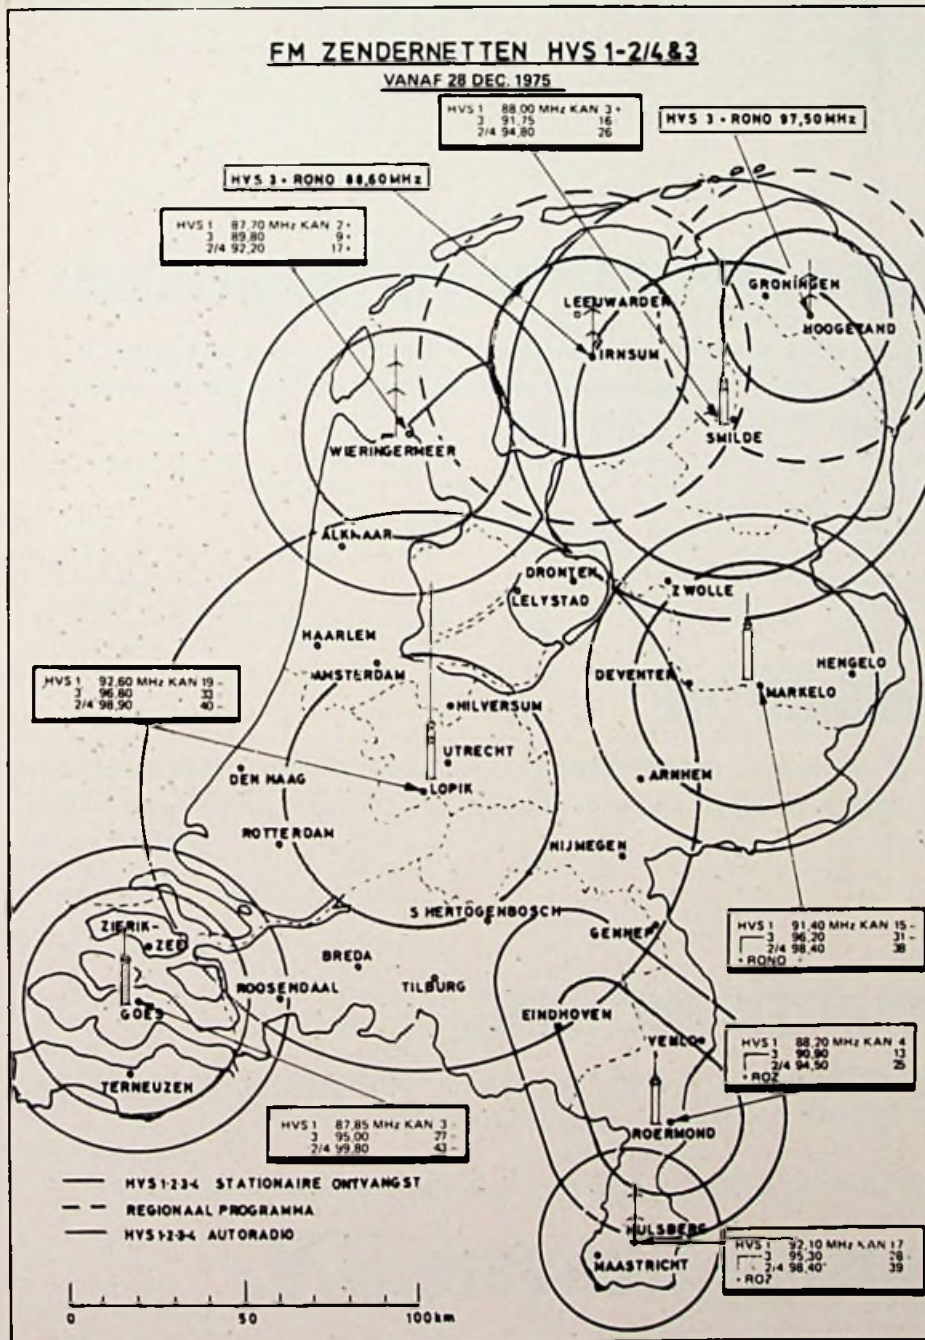 FM ZENDERNETTEN HVS 1-2/4&3
VANAF 28 DEC. 1975
HVS 1 88,00 MHz KAN 3+
3 91,75 16
2/4 94,80 26
HVS 3 - RONO 97,50 MHz
HVS 3 - RONO 88,60 MHz
HVS 1 87,70 MHz KAN 2+
3 89,80 9+
2/4 92,20 17+
GRONINGEN
LEEUWARDEN
HOOGEZAND
IRNSUM
SMILDE
WIERINGERMEER
ALKMAAR
DRONTEN
ZWOLLE
LELYSTAD
HAARLEM
AMSTERDAM
HENGELO
DEVENTER
MARKELO
HVS 1 92,60 MHz KAN 19-
3 96,80 33-
2/4 98,90 40-
HILVERSUM
UTRECHT
DEN HAAG
ARNHEM
LOPIK
ROTTERDAM
NIJMEGEN
S HERTOGENBOSCH
GENNEP
ZIERIK-
ZEE
HVS 1 91,40 MHz KAN 15-
3 96,20 31-
2/4 98,40 38
• RONO
BREDA
ROOSENDAAL
TILBURG
GOES
EINDHOVEN
VENLO
HVS 1 88,20 MHz KAN 4
3 90,90 13
2/4 94,50 25
• ROZ
TERNEUZEN
ROERMOND
HVS 1 87,85 MHz KAN 3-
3 95,00 27-
2/4 99,80 43-
HVS 1-2-3-4 STATIONAIRE ONTVANGST
REGIONAAL PROGRAMMA
HVS 1-2-3-4 AUTORADIO
HULSBERG
HVS 1 92,10 MHz KAN 17
3 95,30 28-
2/4 98,40 39
• ROZ
MAASTRICHT
0 50 100 km